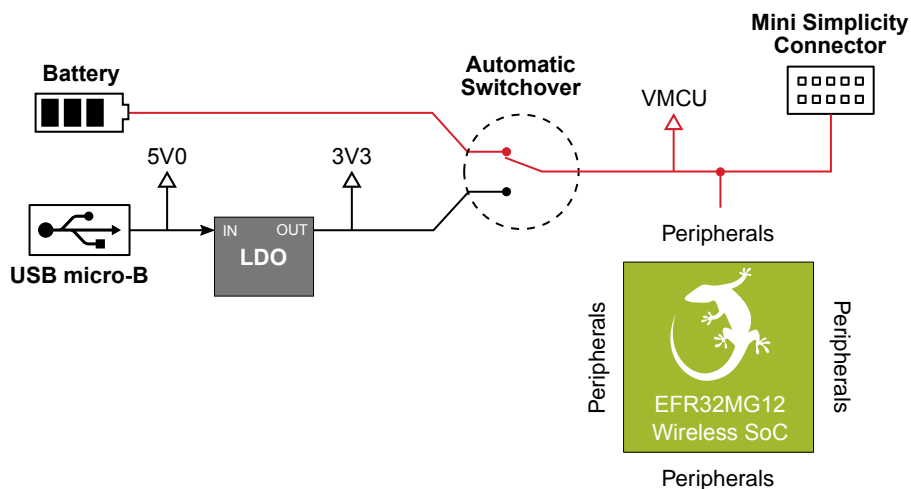 Mini Simplicity
Connector
Battery
Automatic
Switchover
VMCU
5V0
3V3
IN
OUT
LDO
USB micro-B
Peripherals
Peripherals
Peripherals
EFR32MG12
Wireless SoC
Peripherals